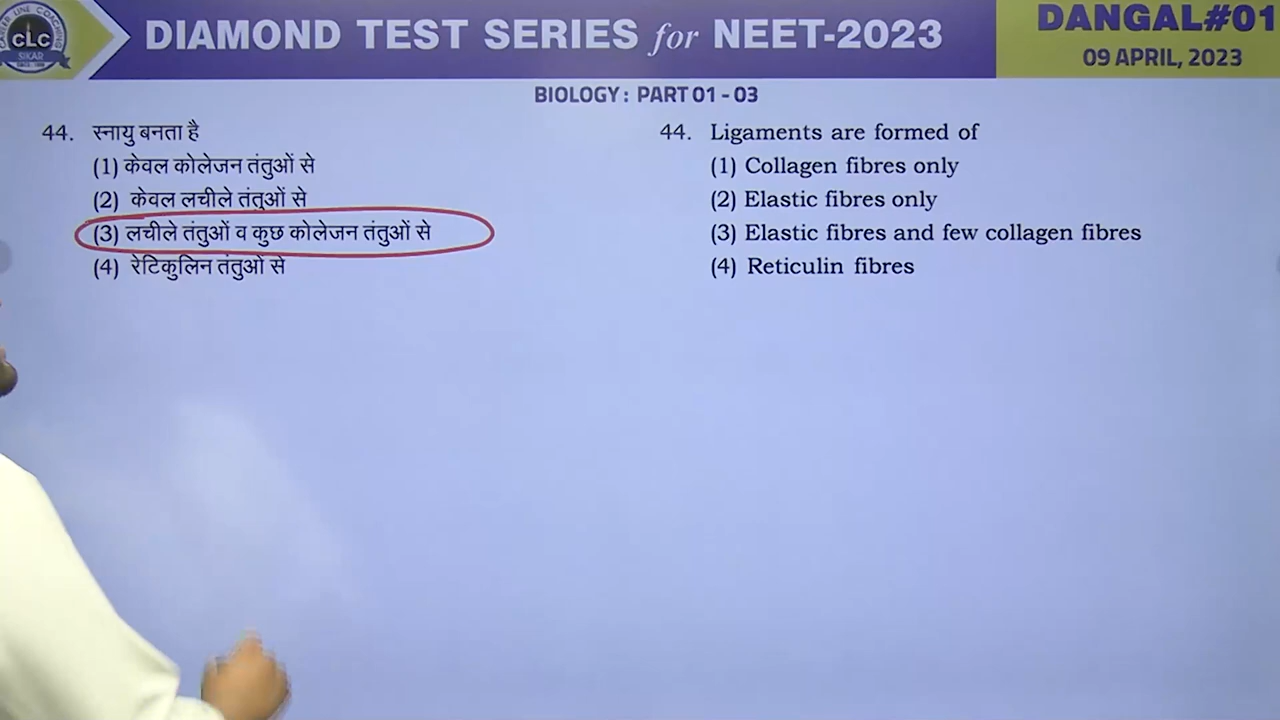 CLC
SIKAR
DIAMOND TEST SERIES for NEET-2023
DANGAL#01
09 APRIL, 2023
BIOLOGY : PART 01 - 03
44. स्नायु बनता है
(1) केवल कोलेजन तंतुओं से
(2) केवल लचीले तंतुओं से
(3) लचीले तंतुओं व कुछ कोलेजन तंतुओं से
(4) रेटिकुलिन तंतुओं से
44. Ligaments are formed of
(1) Collagen fibres only
(2) Elastic fibres only
(3) Elastic fibres and few collagen fibres
(4) Reticulin fibres